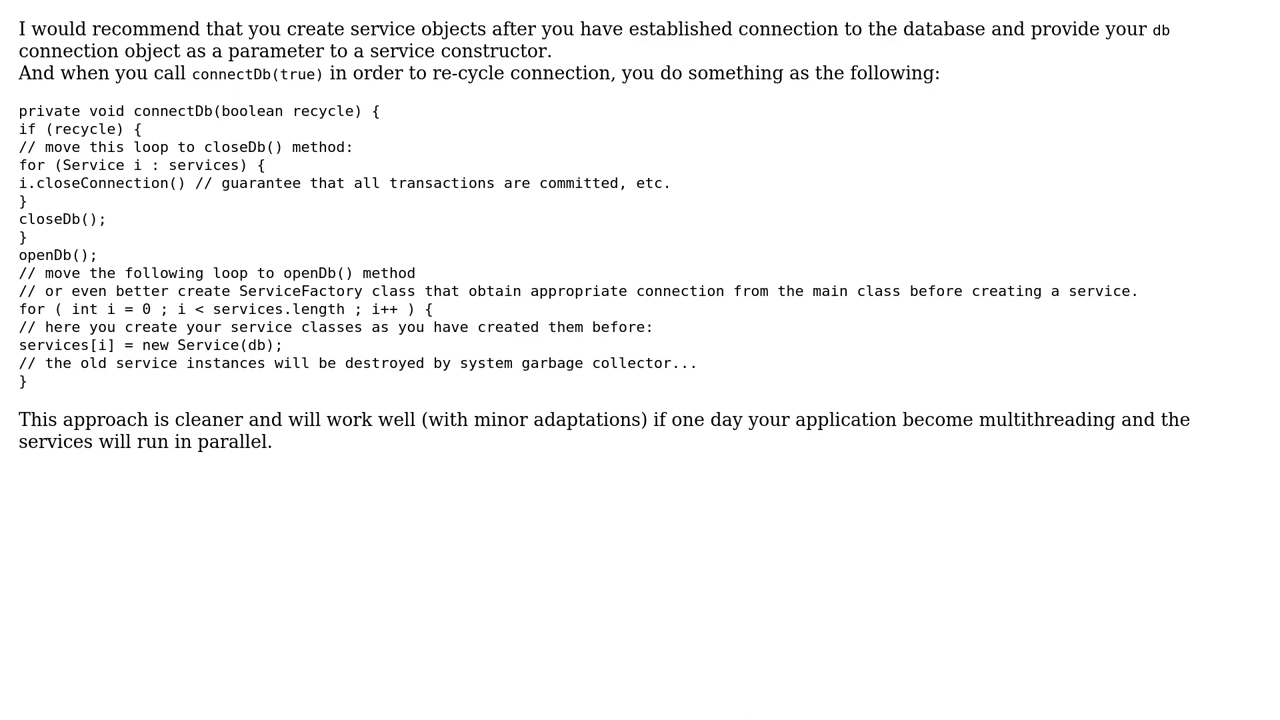 I would recommend that you create service objects after you have established connection to the database and provide your db
connection object as a parameter to a service constructor.
And when you call connectDb(true) in order to re-cycle connection, you do something as the following:
private void connectDb(boolean recycle) {
if (recycle) {
// move this loop to closeDb() method:
for (Service i : services) {
i.closeConnection() // guarantee that all transactions are committed, etc.
}
closeDb();
}
openDb();
// move the following loop to openDb() method
// or even better create ServiceFactory class that obtain appropriate connection from the main class before creating a service.
for ( int i = 0 ; i < services.length ; i++ ) {
// here you create your service classes as you have created them before:
services[i] = new Service(db);
// the old service instances will be destroyed by system garbage collector...
}
This approach is cleaner and will work well (with minor adaptations) if one day your application become multithreading and the
services will run in parallel.